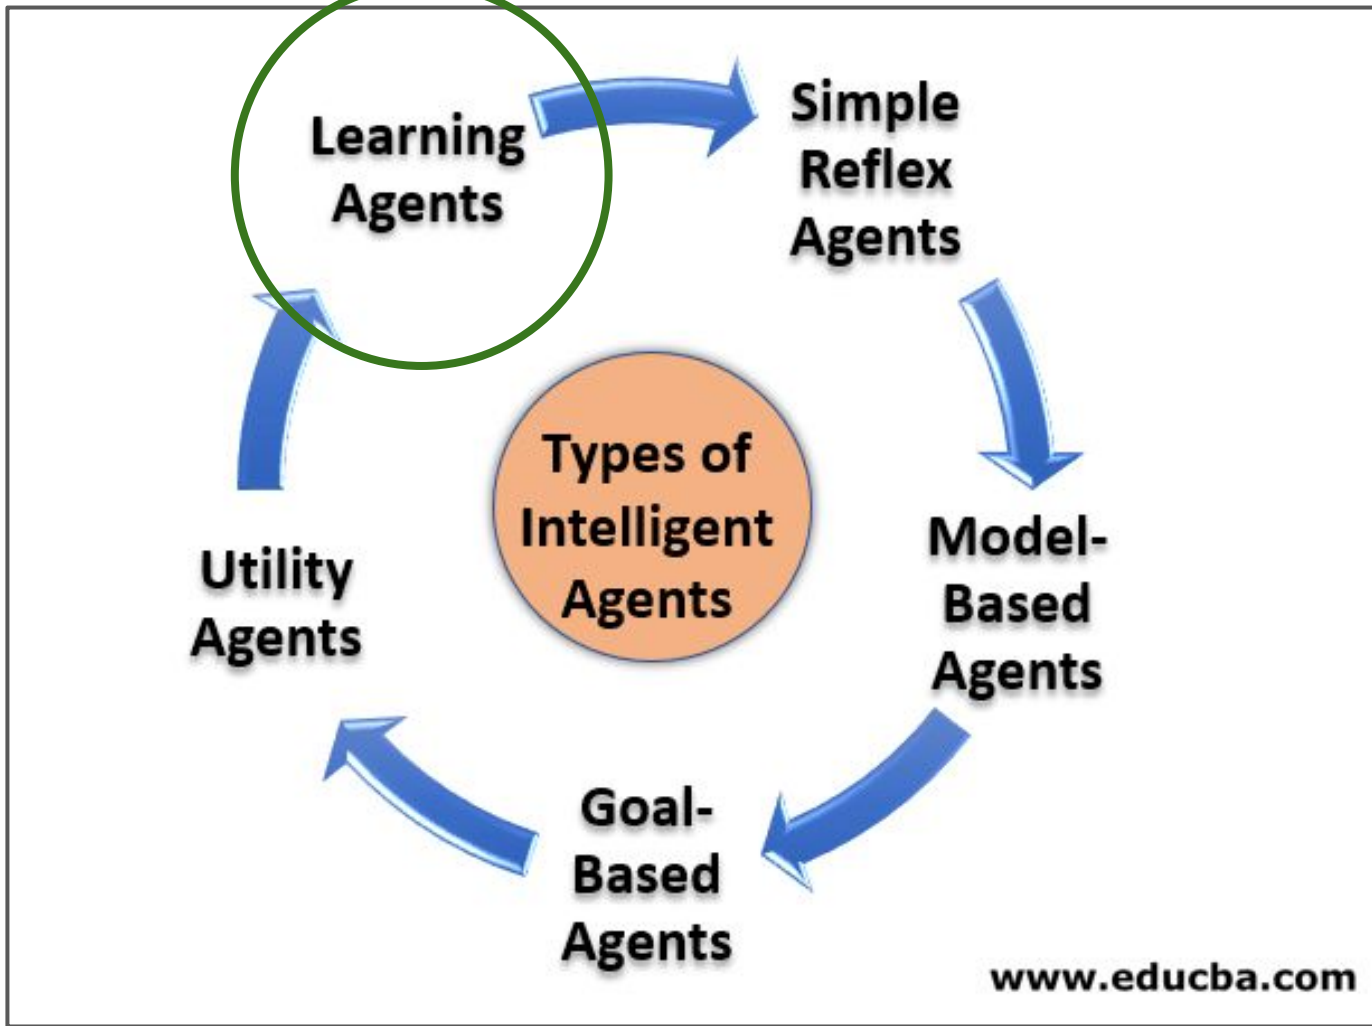 Learning
Agents
Simple
Reflex
Agents
Types of
Intelligent
Agents
Model-
Based
Agents
Utility
Agents
Goal-
Based
Agents
www.educba.com